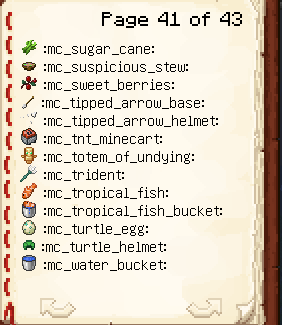 Page 41 of 43
:mc_sugar_cane:
:mc_suspicious_stew:
:mc_sweet_berries:
:mc_tipped_arrow_base:
:mc_tipped_arrow_helmet:
:mc_tnt_minecart:
:mc_totem_of_undying:
:mc_trident:
:mc_tropical_fish:
:mc_tropical_fish_bucket:
:mc_turtle_egg:
:mc_turtle_helmet:
:mc_water_bucket: